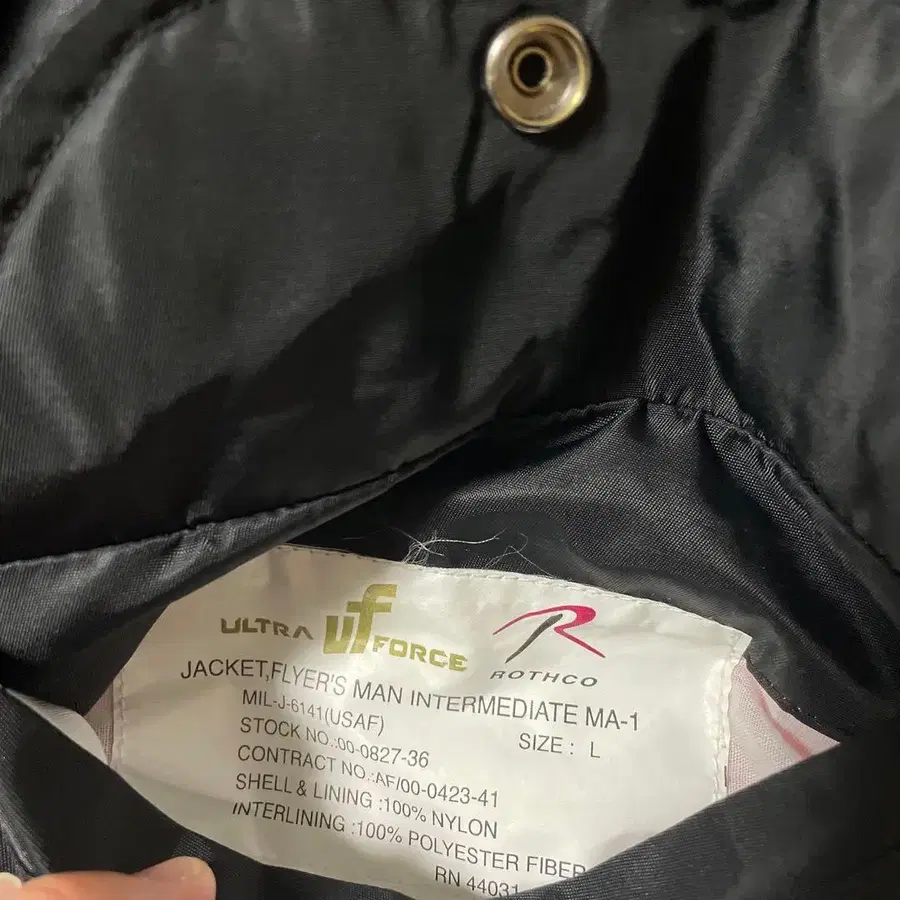 ULTRA uf FORCE
ROTHCO
JACKET,FLYER'S MAN INTERMEDIATE MA-1
MIL-J-6141(USAF)
SIZE : L
STOCK NO.:00-0827-36
CONTRACT NO.:AF/00-0423-41
SHELL & LINING :100% NYLON
INTERLINING :100% POLYESTER FIBER
RN 44031